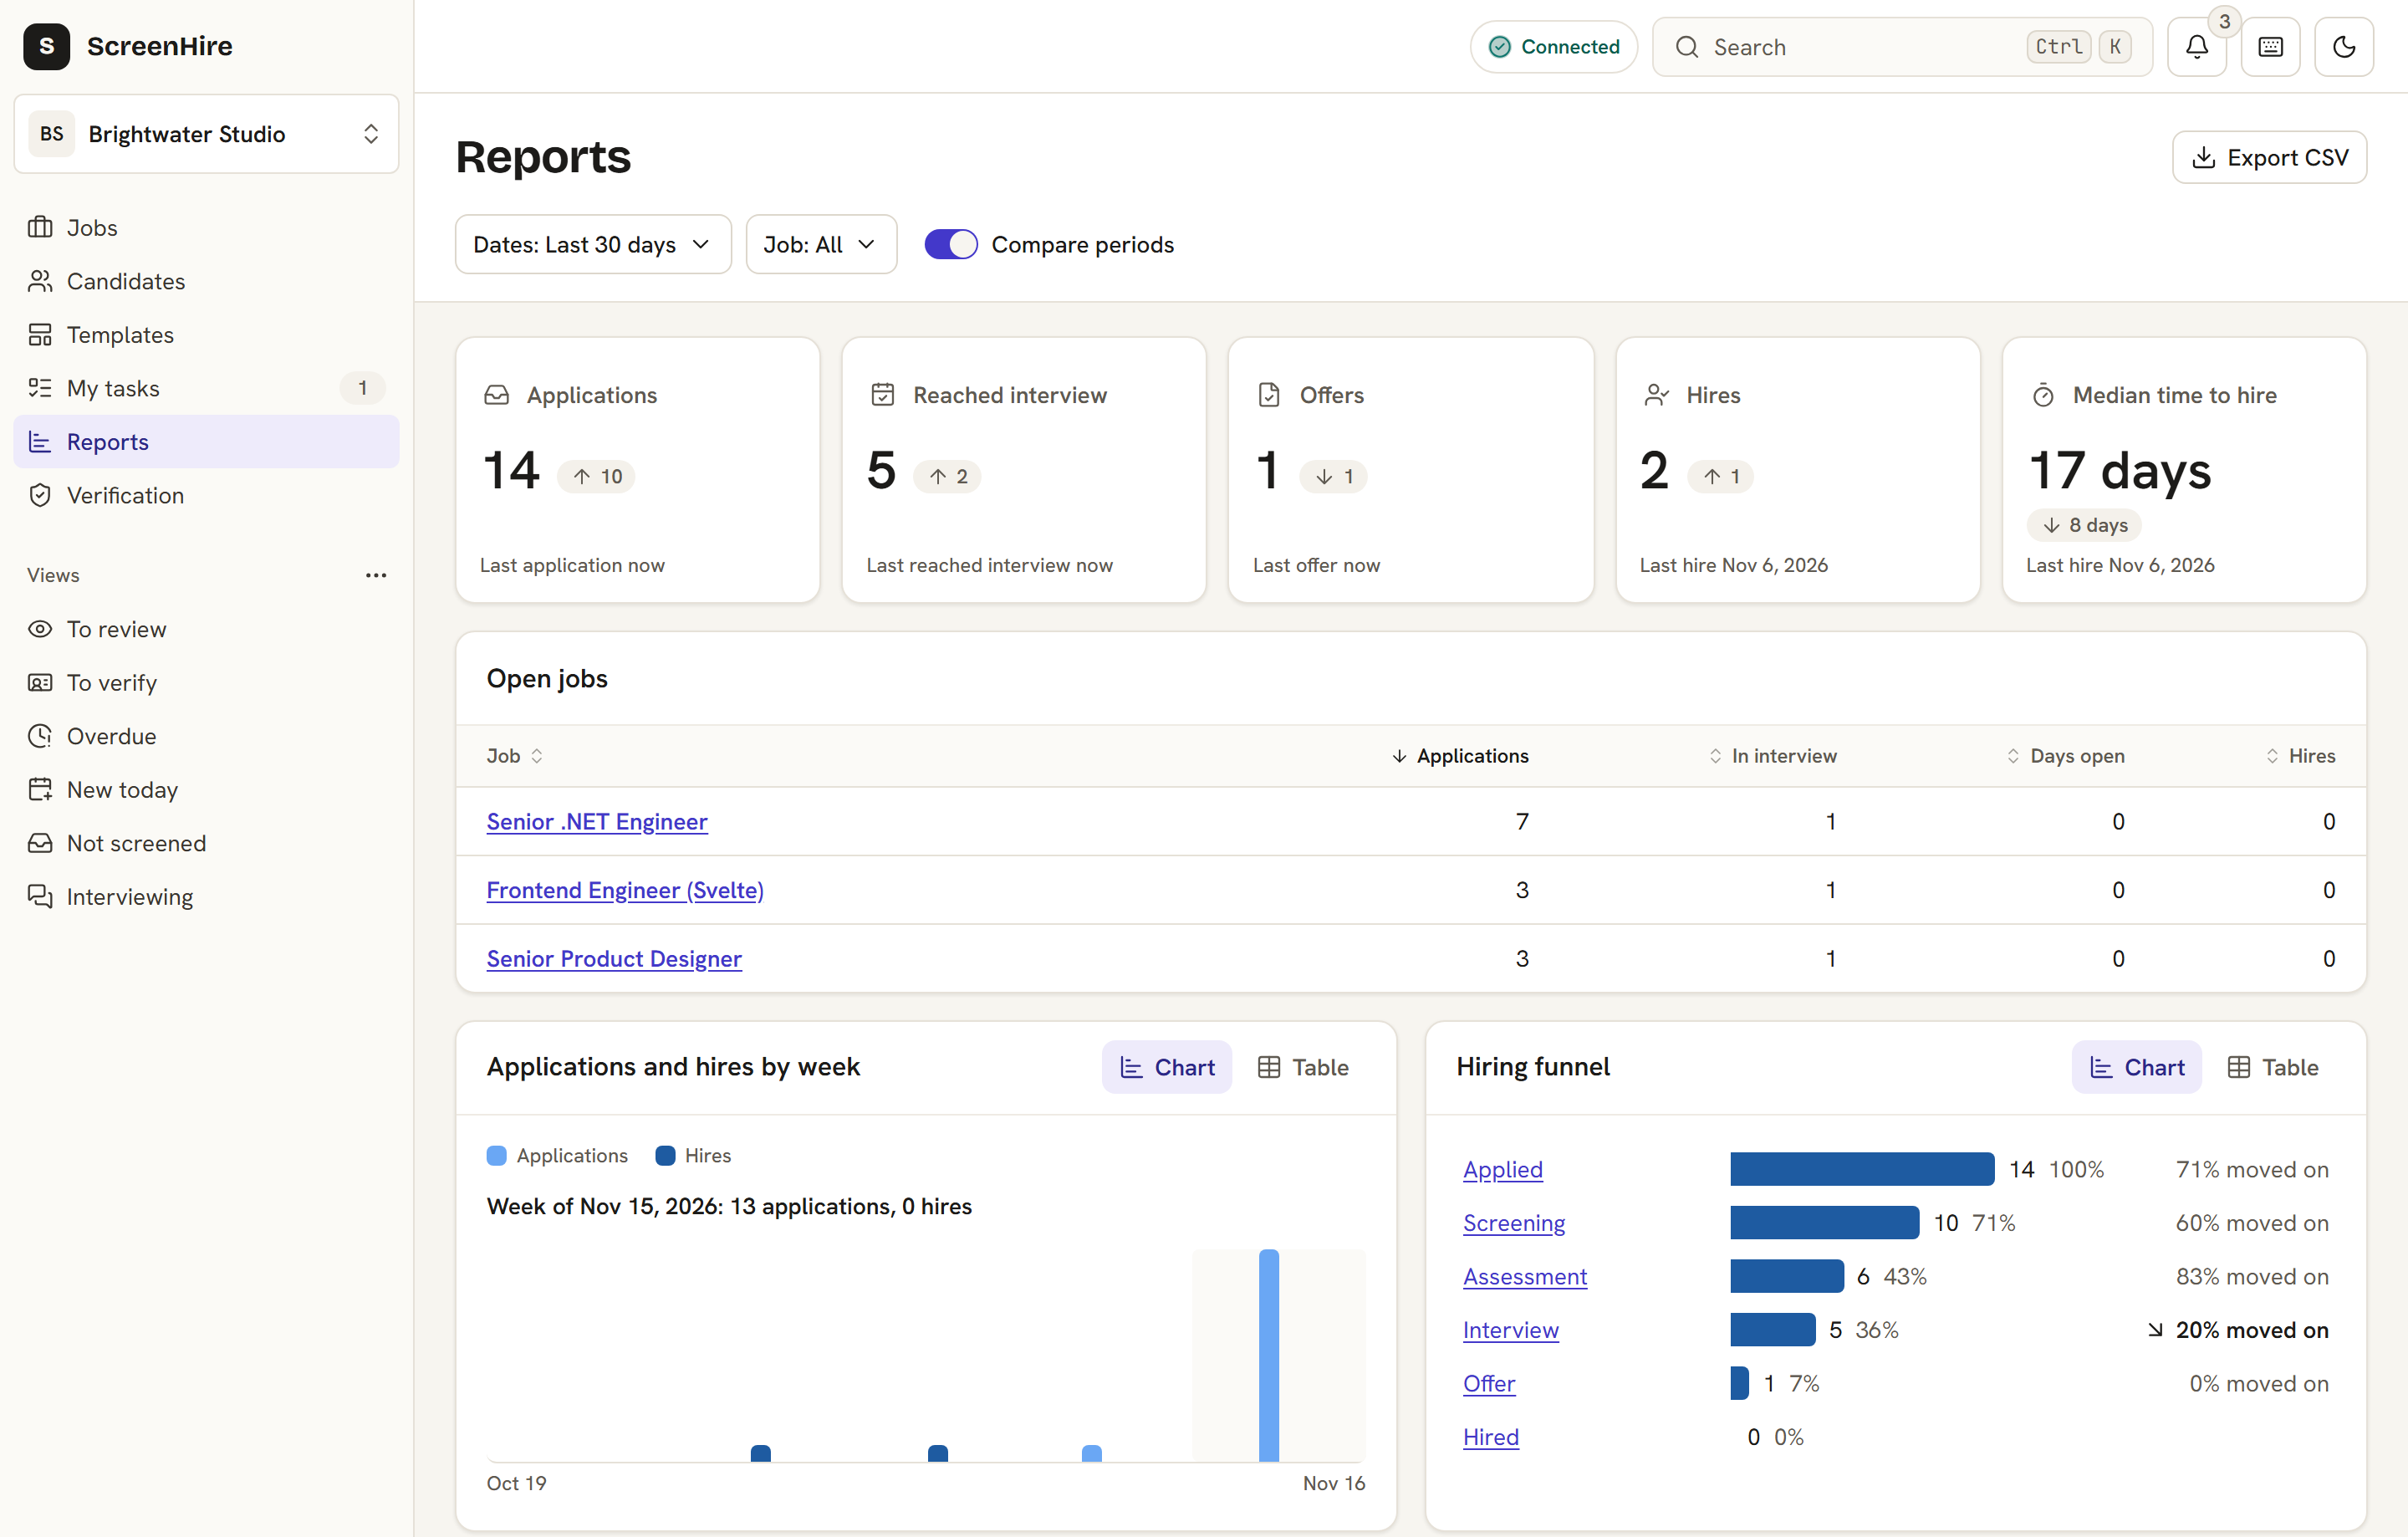 S ScreenHire
BS Brightwater Studio
Jobs
Candidates
Templates
My tasks 1
Reports
Verification
Views
To review
To verify
Overdue
New today
Not screened
Interviewing
Connected
Search Ctrl K
3
Reports
Export CSV
Dates: Last 30 days
Job: All
Compare periods
Applications
14 ↑ 10
Last application now
Reached interview
5 ↑ 2
Last reached interview now
Offers
1 ↓ 1
Last offer now
Hires
2 ↑ 1
Last hire Nov 6, 2026
Median time to hire
17 days
↓ 8 days
Last hire Nov 6, 2026
Open jobs
Job ↓ Applications In interview Days open Hires
Senior .NET Engineer 7 1 0 0
Frontend Engineer (Svelte) 3 1 0 0
Senior Product Designer 3 1 0 0
Applications and hires by week
Chart Table
Applications Hires
Week of Nov 15, 2026: 13 applications, 0 hires
Oct 19 Nov 16
Hiring funnel
Chart Table
Applied 14 100% 71% moved on
Screening 10 71% 60% moved on
Assessment 6 43% 83% moved on
Interview 5 36% ↘ 20% moved on
Offer 1 7% 0% moved on
Hired 0 0%